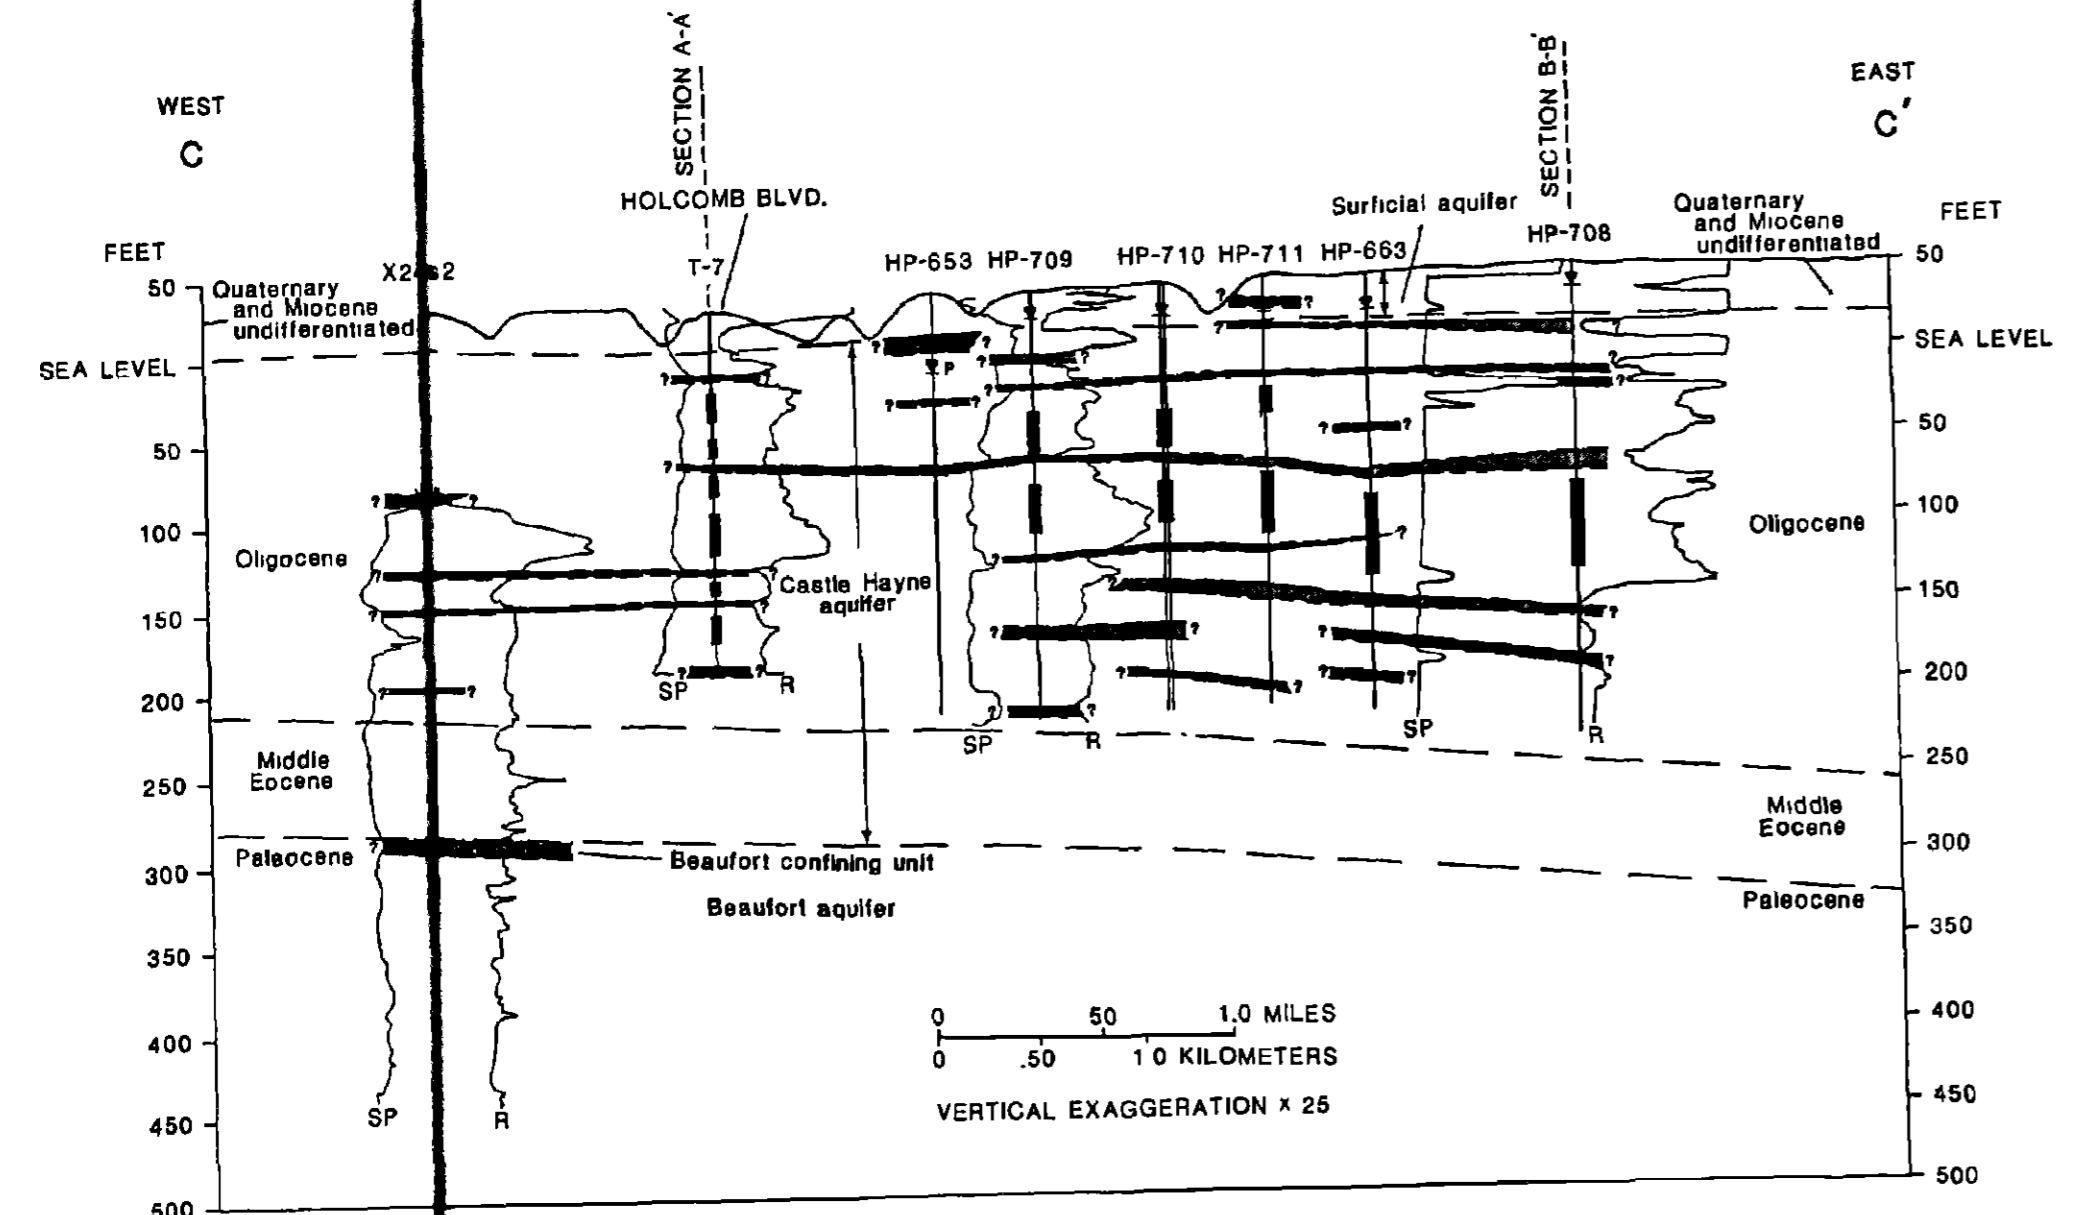 WEST
C
EAST
C'
SECTION A-A'
SECTION B-B'
HOLCOMB BLVD.
Surficial aquifer
Quaternary
and Miocene
undifferentiated
FEET
FEET
T-7
HP-653
HP-709
HP-710
HP-711
HP-663
HP-708
50
Quaternary
and Miocene
undifferentiated
SEA LEVEL
50
100
150
200
250
300
350
400
450
500
50
SEA LEVEL
50
100
150
200
250
300
350
400
450
500
P
Oligocene
Oligocene
Castle Hayne
aquifer
SP
R
SP
R
SP
R
Middle
Eocene
Middle
Eocene
Paleocene
Paleocene
Beaufort confining unit
Beaufort aquifer
SP
R
0 50 1.0 MILES
0 .50 1 0 KILOMETERS
VERTICAL EXAGGERATION x 25